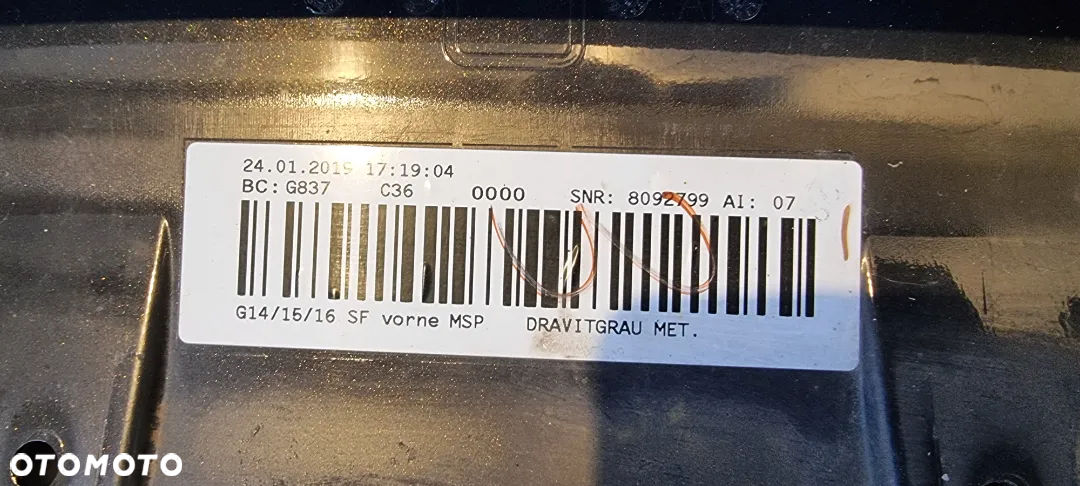 24.01.2019 17:19:04
BC: G837 C36 0000 SNR: 8092799 AI: 07
G14/15/16 SF vorne MSP DRAVITGRAU MET.
OTOMOTO